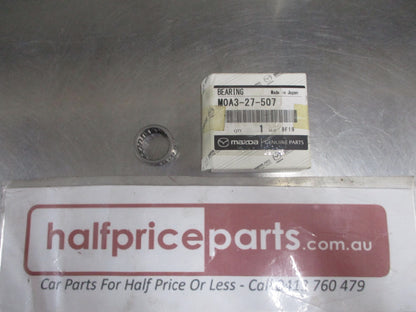 BEARING Made in Japan
M0A3-27-507
QTY 1
mazda GENUINE PARTS
halfpriceparts.com.au
Car Parts For Half Price Or Less - Call 0412 760 479